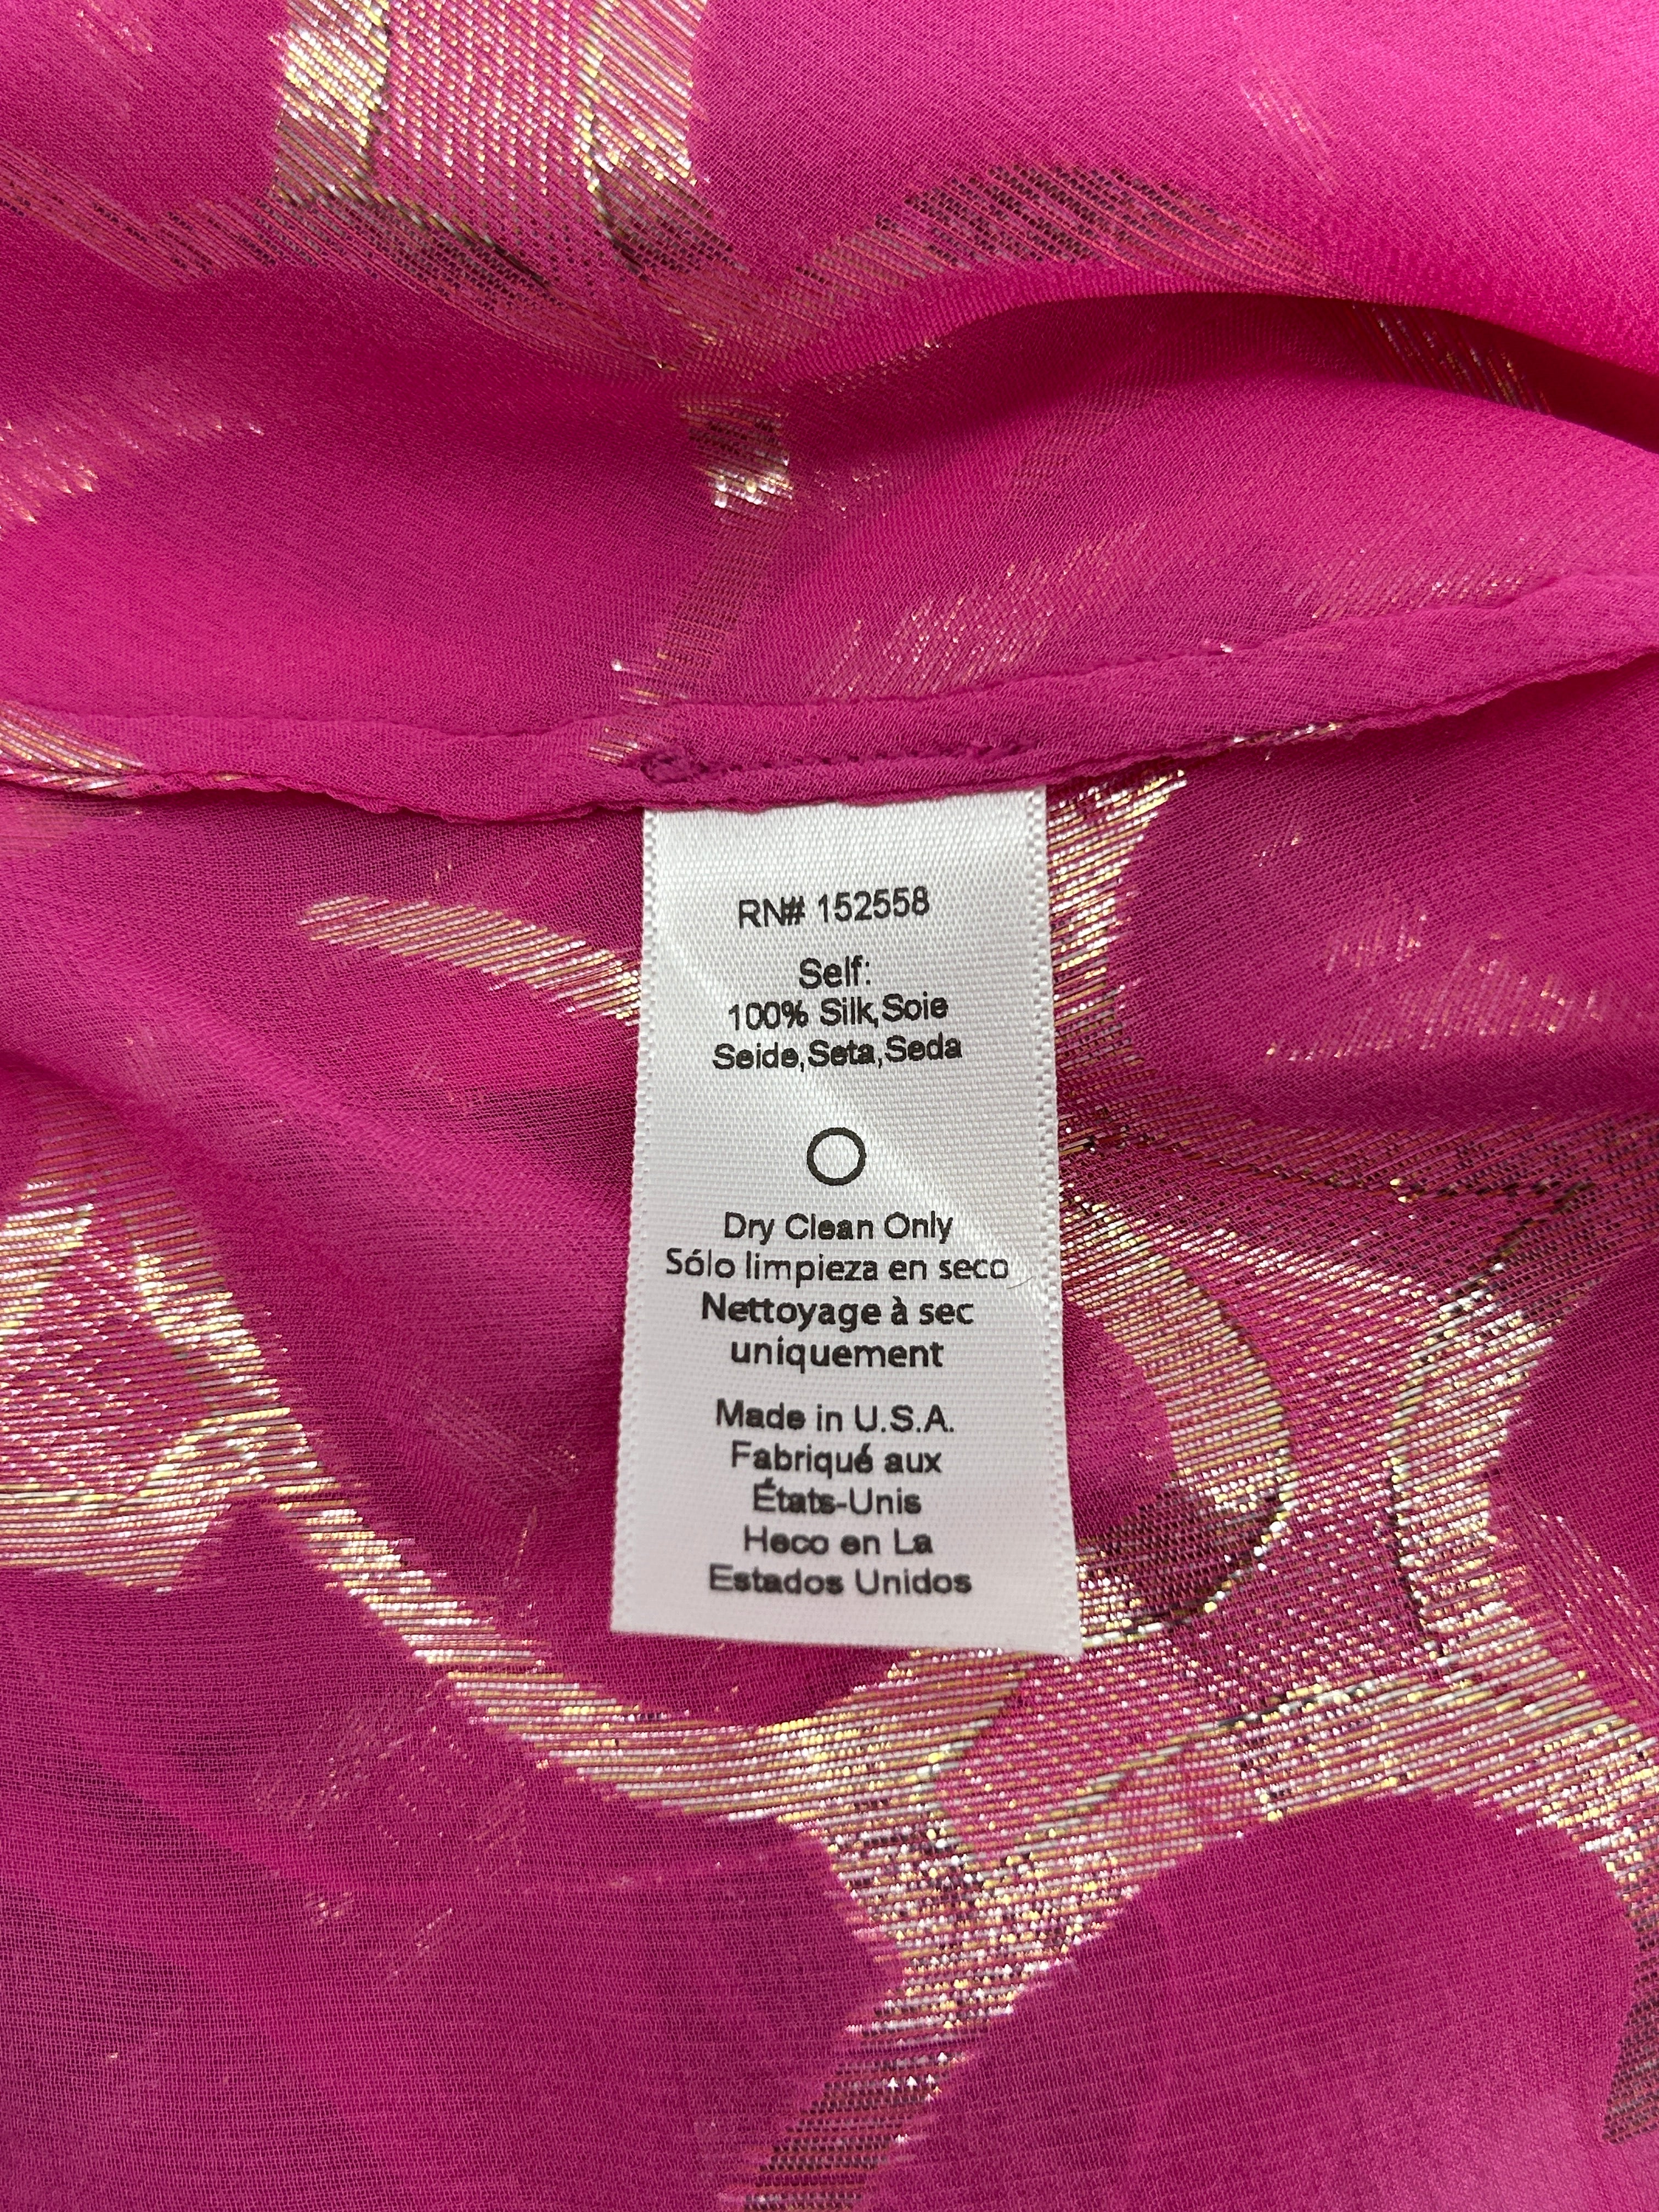 RN# 152558
Self:
100% Silk,Soie
Seide,Seta,Seda
Dry Clean Only
Sólo limpieza en seco
Nettoyage à sec
uniquement
Made in U.S.A.
Fabriqué aux
États-Unis
Heco en La
Estados Unidos